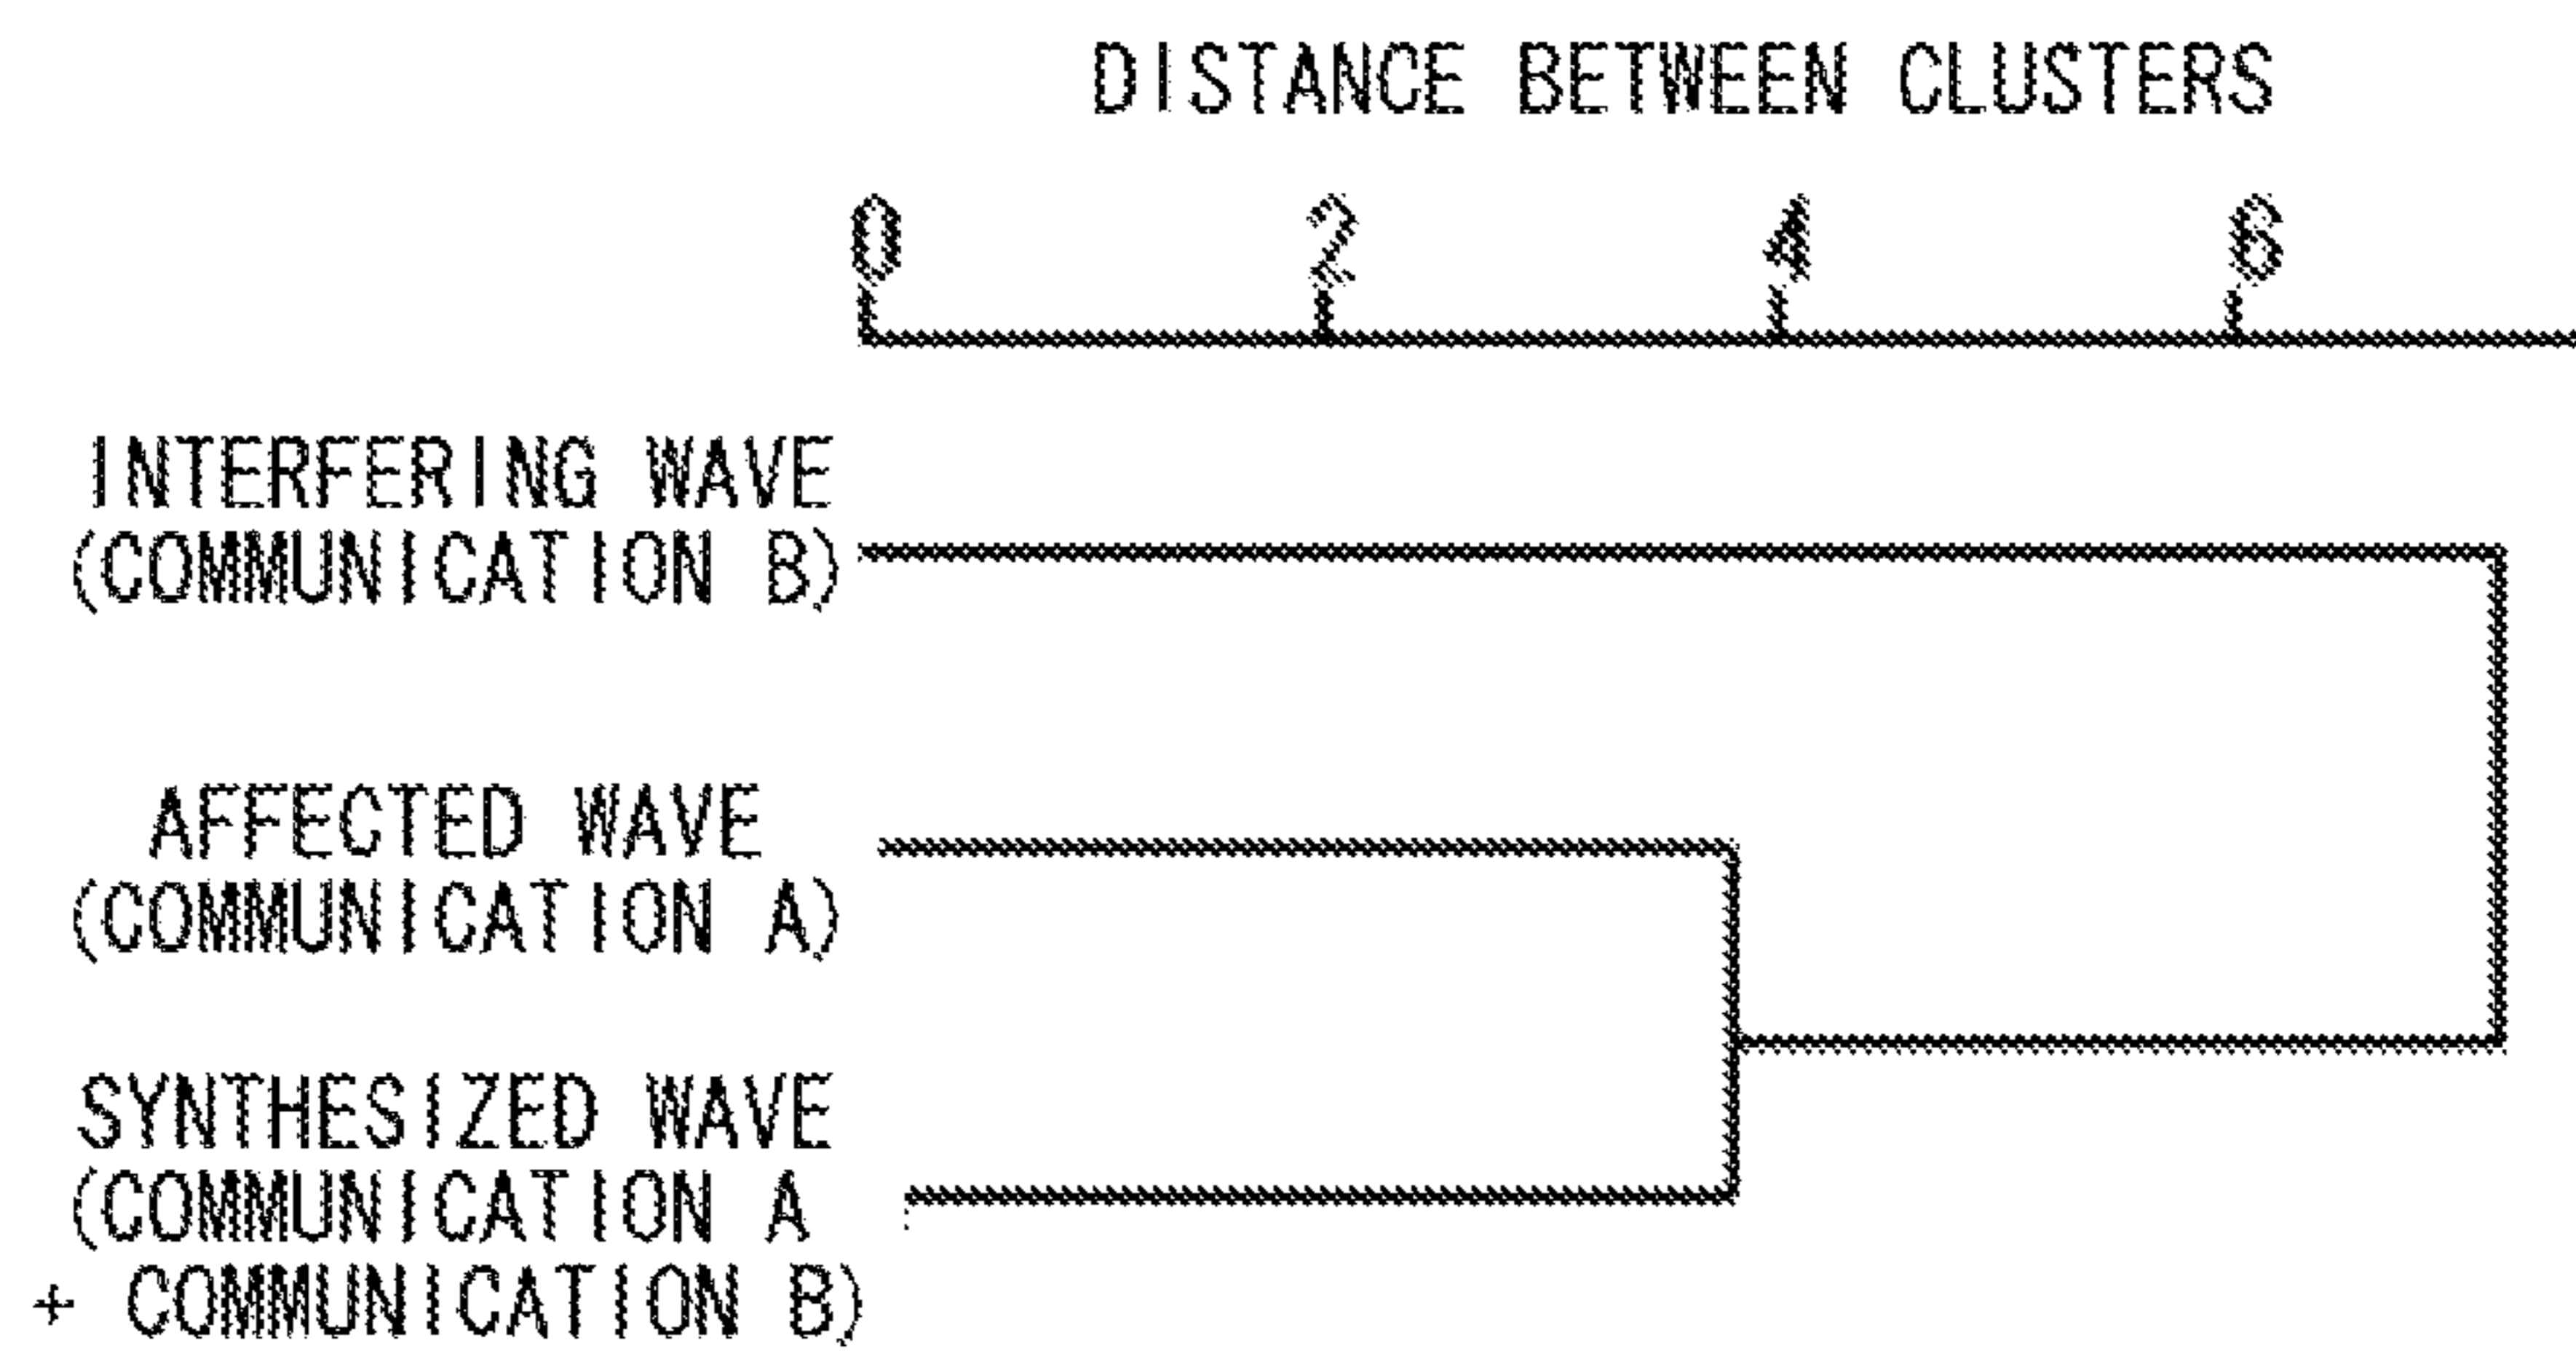 DISTANCE BETWEEN CLUSTERS
0 2 4 6
INTERFERING WAVE
(COMMUNICATION B)
AFFECTED WAVE
(COMMUNICATION A)
SYNTHESIZED WAVE
(COMMUNICATION A
+ COMMUNICATION B)